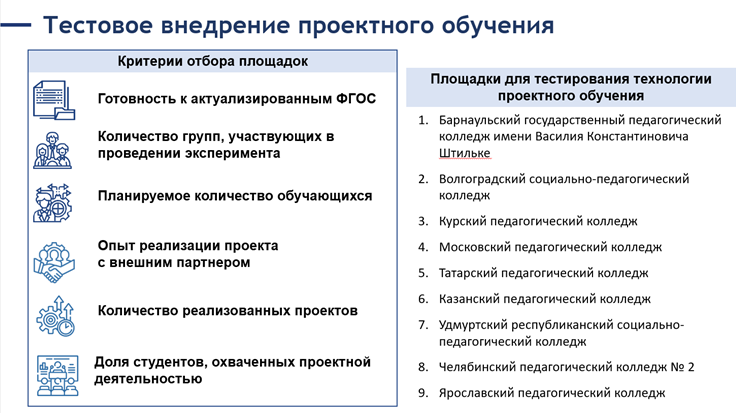 Тестовое внедрение проектного обучения
Критерии отбора площадок
Готовность к актуализированным ФГОС
Количество групп, участвующих в
проведении эксперимента
Планируемое количество обучающихся
Опыт реализации проекта
с внешним партнером
Количество реализованных проектов
Доля студентов, охваченных проектной
деятельностью
Площадки для тестирования технологии
проектного обучения
1. Барнаульский государственный педагогический
колледж имени Василия Константиновича
Штильке
2. Волгоградский социально-педагогический
колледж
3. Курский педагогический колледж
4. Московский педагогический колледж
5. Татарский педагогический колледж
6. Казанский педагогический колледж
7. Удмуртский республиканский социально-
педагогический колледж
8. Челябинский педагогический колледж № 2
9. Ярославский педагогический колледж